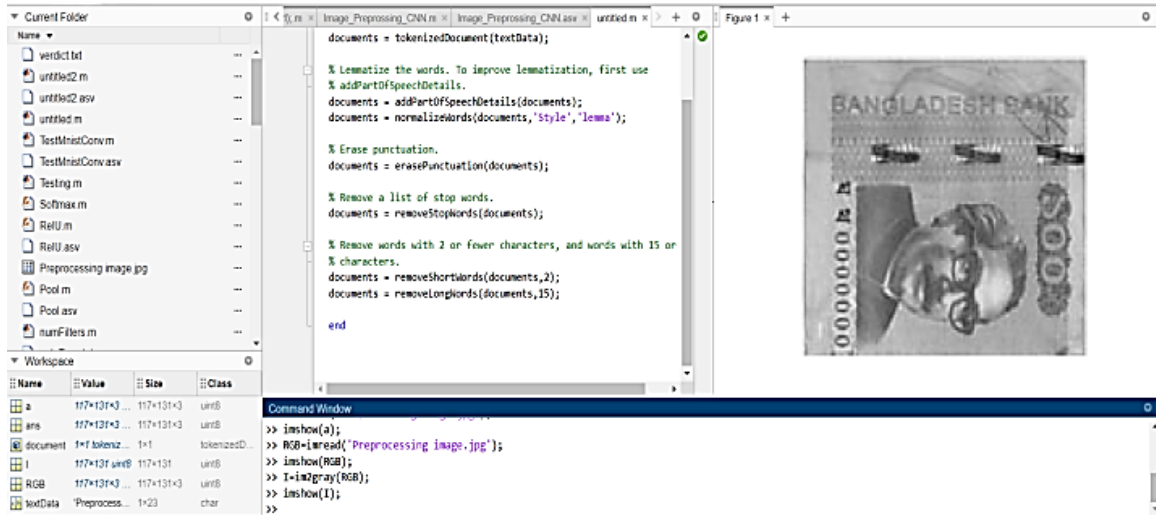 Current Folder
Name
verdict.txt
untitled2.m
untitled2.asv
untitled.m
TestMnistConv.m
TestMnistConv.asv
Testing.m
Softmax.m
RelU.m
RelU.asv
Preprocessing image.jpg
Pool.m
Pool.asv
numFilters.m
Workspace
Name Value Size Class
a 117×131×3 ... 117×131×3 uint8
ans 117×131×3 ... 117×131×3 uint8
document 1×1 tokeniz... 1×1 tokenizedD...
I 117×131 uint8 117×131 uint8
RGB 117×131×3 ... 117×131×3 uint8
textData 'Preprocess... 1×23 char
Image_Preprossing_CNN.m × Image_Preprossing_CNN.asv × untitled.m × +
documents = tokenizedDocument(textData);
% Lemmatize the words. To improve lemmatization, first use
% addPartOfSpeechDetails.
documents = addPartOfSpeechDetails(documents);
documents = normalizeWords(documents,'Style','lemma');
% Erase punctuation.
documents = erasePunctuation(documents);
% Remove a list of stop words.
documents = removeStopWords(documents);
% Remove words with 2 or fewer characters, and words with 15 or
% characters.
documents = removeShortWords(documents,2);
documents = removeLongWords(documents,15);
end
Figure 1 × +
BANGLADESH BANK
Command Window
>> imshow(a);
>> RGB=imread('Preprocessing image.jpg');
>> imshow(RGB);
>> I=im2gray(RGB);
>> imshow(I);
>>